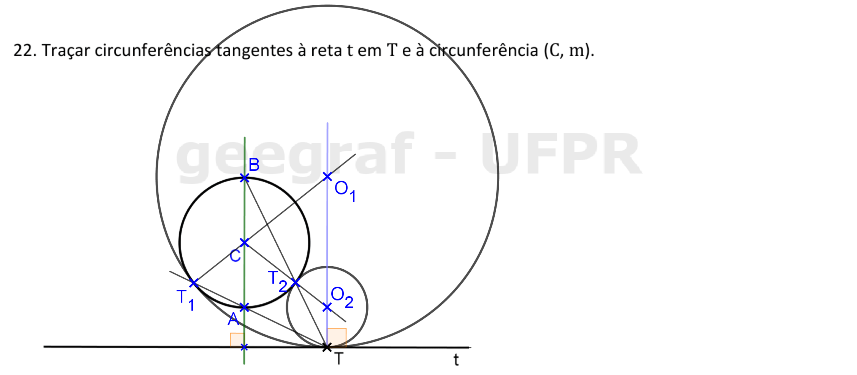 22. Traçar circunferências tangentes à reta t em T e à circunferência (C, m).
geegraf - UFPR
B
O1
C
T2
T1
O2
A
T
t